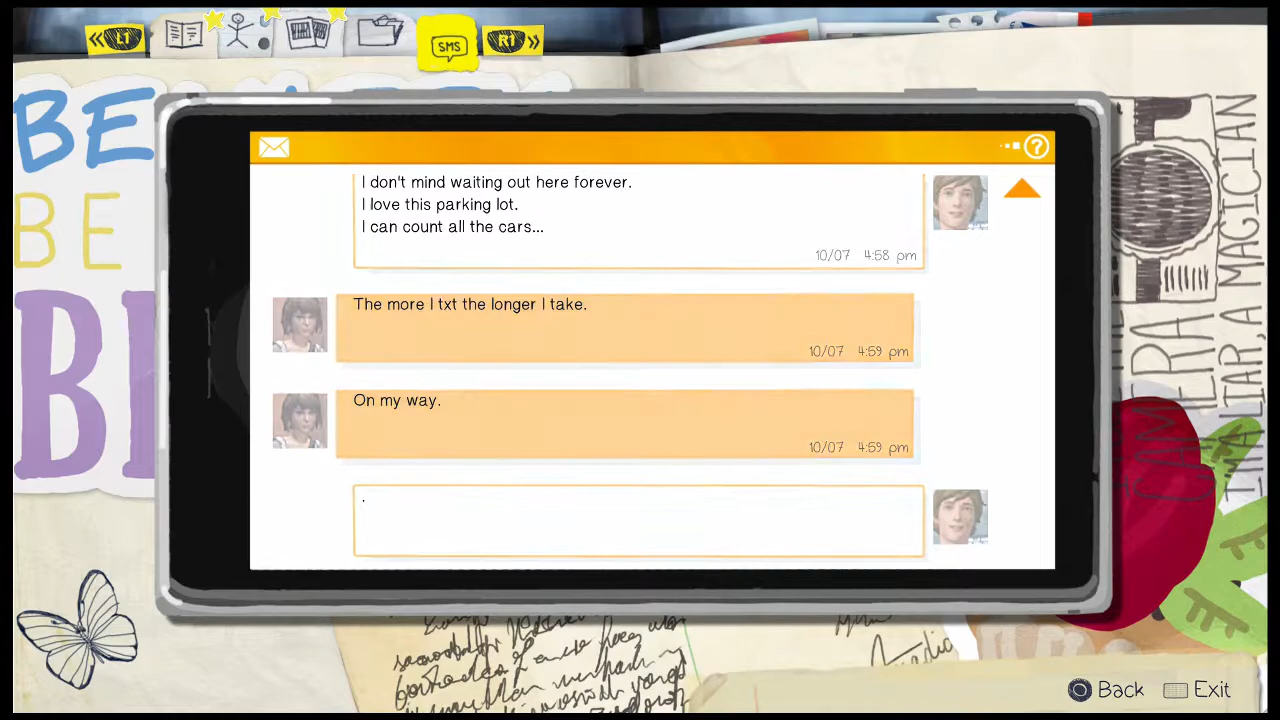 L1
SMS
R1
BE
BE
I don't mind waiting out here forever.
I love this parking lot.
I can count all the cars...
10/07 4:58 pm
The more I txt the longer I take.
10/07 4:59 pm
On my way.
10/07 4:59 pm
.
CAMERA
I'M A LIAR, A MAGICIAN
Back
Exit